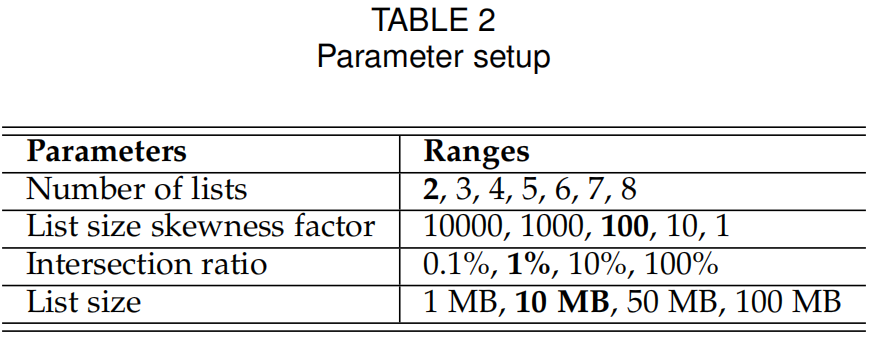 TABLE 2
Parameter setup
Parameters Ranges
Number of lists 2, 3, 4, 5, 6, 7, 8
List size skewness factor 10000, 1000, 100, 10, 1
Intersection ratio 0.1%, 1%, 10%, 100%
List size 1 MB, 10 MB, 50 MB, 100 MB